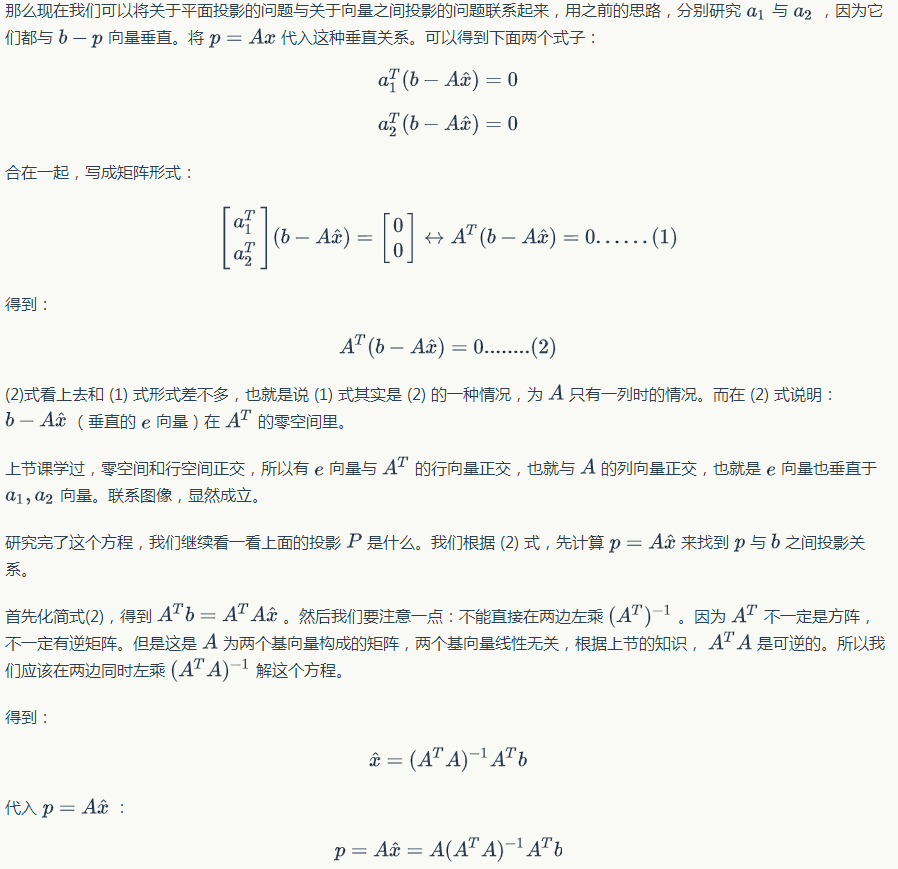 那么现在我们可以将关于平面投影的问题与关于向量之间投影的问题联系起来，用之前的思路，分别研究 $a_1$ 与 $a_2$ ，因为它
们都与 $b-p$ 向量垂直。将 $p=Ax$ 代入这种垂直关系。可以得到下面两个式子：
$a_1^T(b-A\hat{x})=0$
$a_2^T(b-A\hat{x})=0$
合在一起，写成矩阵形式：
$\begin{bmatrix} a_1^T \\ a_2^T \end{bmatrix}(b-A\hat{x})=\begin{bmatrix} 0 \\ 0 \end{bmatrix} \leftrightarrow A^T(b-A\hat{x})=0......(1)$
得到：
$A^T(b-A\hat{x})=0........(2)$
(2)式看上去和 (1) 式形式差不多，也就是说 (1) 式其实是 (2) 的一种情况，为 $A$ 只有一列时的情况。而在 (2) 式说明：
$b-A\hat{x}$ （垂直的 $e$ 向量）在 $A^T$ 的零空间里。
上节课学过，零空间和行空间正交，所以有 $e$ 向量与 $A^T$ 的行向量正交，也就与 $A$ 的列向量正交，也就是 $e$ 向量也垂直于
$a_1,a_2$ 向量。联系图像，显然成立。
研究完了这个方程，我们继续看一看上面的投影 $P$ 是什么。我们根据 (2) 式，先计算 $p=A\hat{x}$ 来找到 $p$ 与 $b$ 之间投影关
系。
首先化简式(2)，得到 $A^Tb=A^TA\hat{x}$ 。然后我们要注意一点：不能直接在两边左乘 $(A^T)^{-1}$ 。因为 $A^T$ 不一定是方阵，
不一定有逆矩阵。但是这是 $A$ 为两个基向量构成的矩阵，两个基向量线性无关，根据上节的知识， $A^TA$ 是可逆的。所以我
们应该在两边同时左乘 $(A^TA)^{-1}$ 解这个方程。
得到：
$\hat{x}=(A^TA)^{-1}A^Tb$
代入 $p=A\hat{x}$ ：
$p=A\hat{x}=A(A^TA)^{-1}A^Tb$